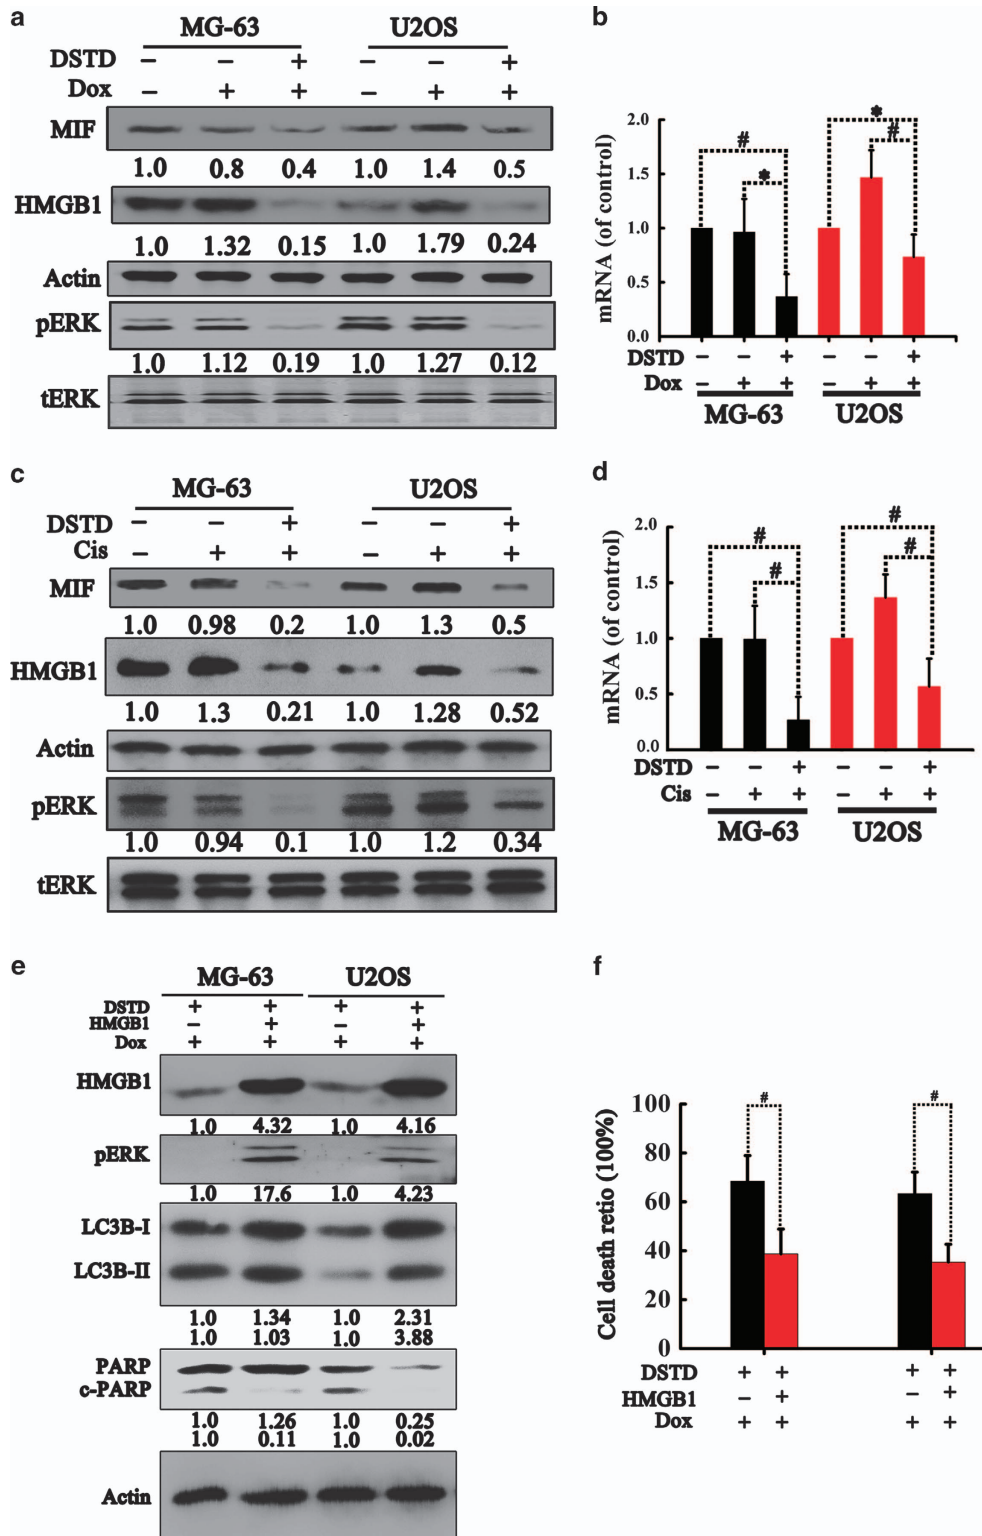 a
MG-63 U2OS
DSTD − − + − − +
Dox − + + − + +
MIF
1.0 0.8 0.4 1.0 1.4 0.5
HMGB1
1.0 1.32 0.15 1.0 1.79 0.24
Actin
pERK
1.0 1.12 0.19 1.0 1.27 0.12
tERK
b
mRNA (of control)
2.0
1.5
1.0
0.5
0.0
# * * #
DSTD − − + − − +
Dox − + + − + +
MG-63 U2OS
c
MG-63 U2OS
DSTD − − + − − +
Cis − + + − + +
MIF
1.0 0.98 0.2 1.0 1.3 0.5
HMGB1
1.0 1.3 0.21 1.0 1.28 0.52
Actin
pERK
1.0 0.94 0.1 1.0 1.2 0.34
tERK
d
mRNA (of control)
2.0
1.5
1.0
0.5
0.0
# # # #
DSTD − − + − − +
Cis − + + − + +
MG-63 U2OS
e
MG-63 U2OS
DSTD + + + +
HMGB1 − + − +
Dox + + + +
HMGB1
1.0 4.32 1.0 4.16
pERK
1.0 17.6 1.0 4.23
LC3B-I
LC3B-II
1.0 1.34 1.0 2.31
1.0 1.03 1.0 3.88
PARP
c-PARP
1.0 1.26 1.0 0.25
1.0 0.11 1.0 0.02
Actin
f
Cell death retio (100%)
100
80
60
40
20
0
# #
DSTD + + + +
HMGB1 − + − +
Dox + + + +